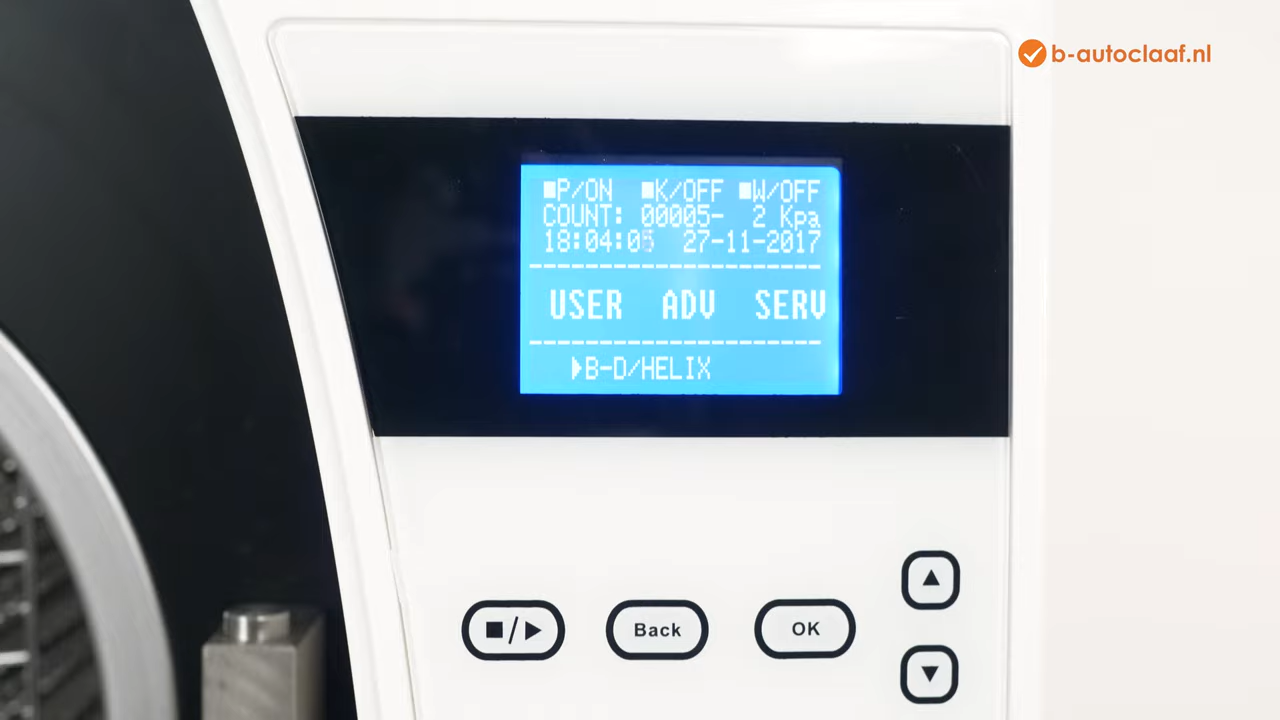 b-autoclaaf.nl
■P/ON ■K/OFF ■W/OFF
COUNT: 00005- 2 Kpa
18:04:05 27-11-2017
USER ADV SERV
▶B-D/HELIX
■/▶ Back OK
▲
▼